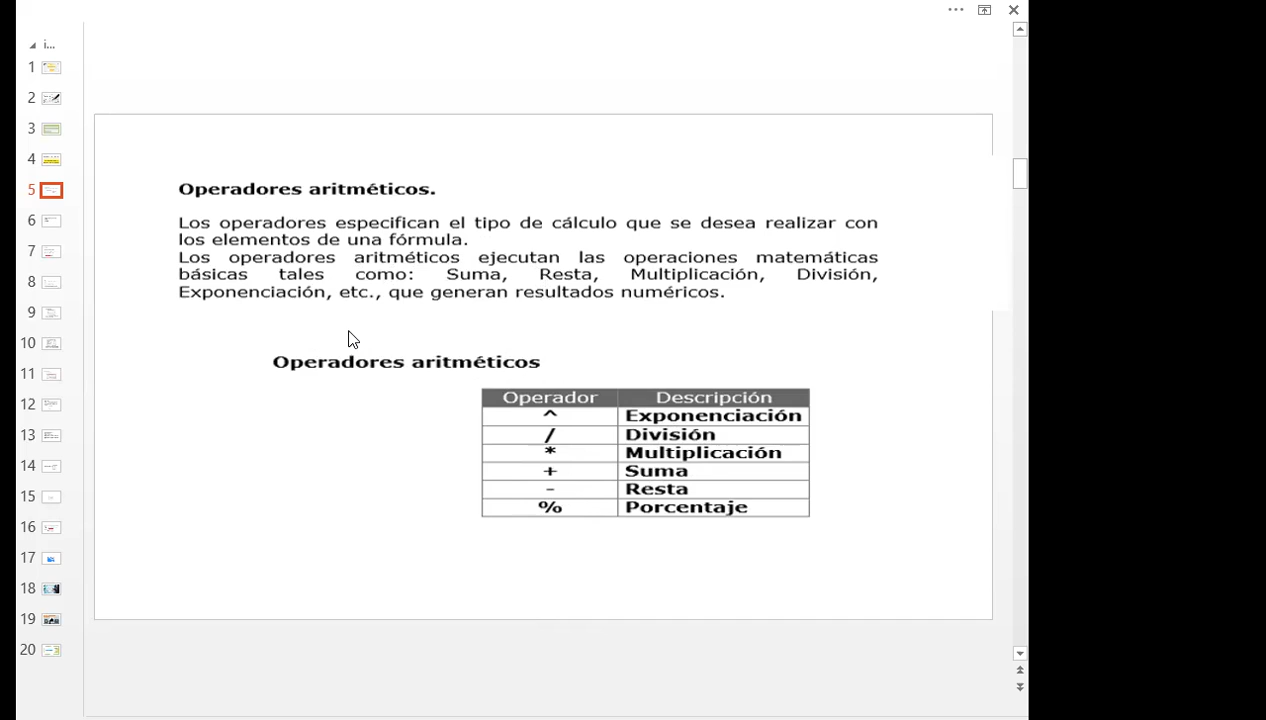 i...
1
2
3
4
5
6
7
8
9
10
11
12
13
14
15
16
17
18
19
20
Operadores aritméticos.
Los operadores especifican el tipo de cálculo que se desea realizar con
los elementos de una fórmula.
Los operadores aritméticos ejecutan las operaciones matemáticas
básicas tales como: Suma, Resta, Multiplicación, División,
Exponenciación, etc., que generan resultados numéricos.
Operadores aritméticos
Operador Descripción
^ Exponenciación
/ División
* Multiplicación
+ Suma
- Resta
% Porcentaje